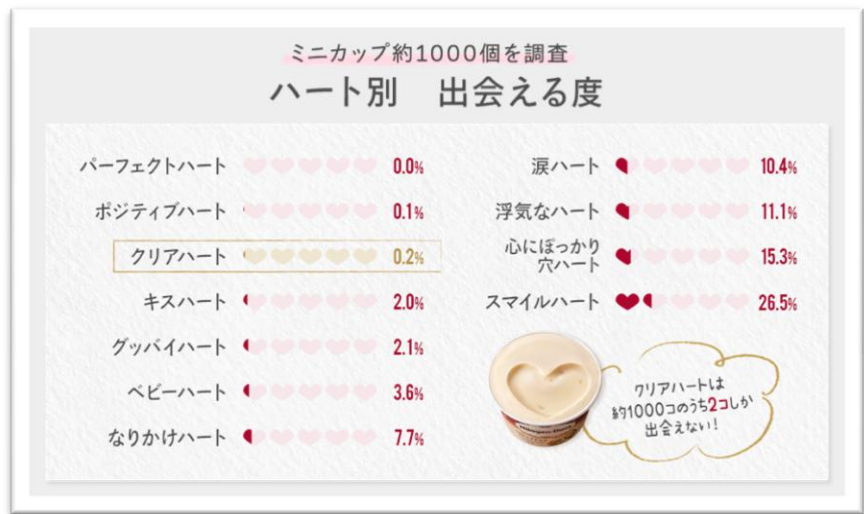 ミニカップ約1000個を調査
ハート別　出会える度
パーフェクトハート 0.0%
ポジティブハート 0.1%
クリアハート 0.2%
キスハート 2.0%
グッバイハート 2.1%
ベビーハート 3.6%
なりかけハート 7.7%
涙ハート 10.4%
浮気なハート 11.1%
心にぽっかり
穴ハート 15.3%
スマイルハート 26.5%
クリアハートは
約1000コのうち2コしか
出会えない！